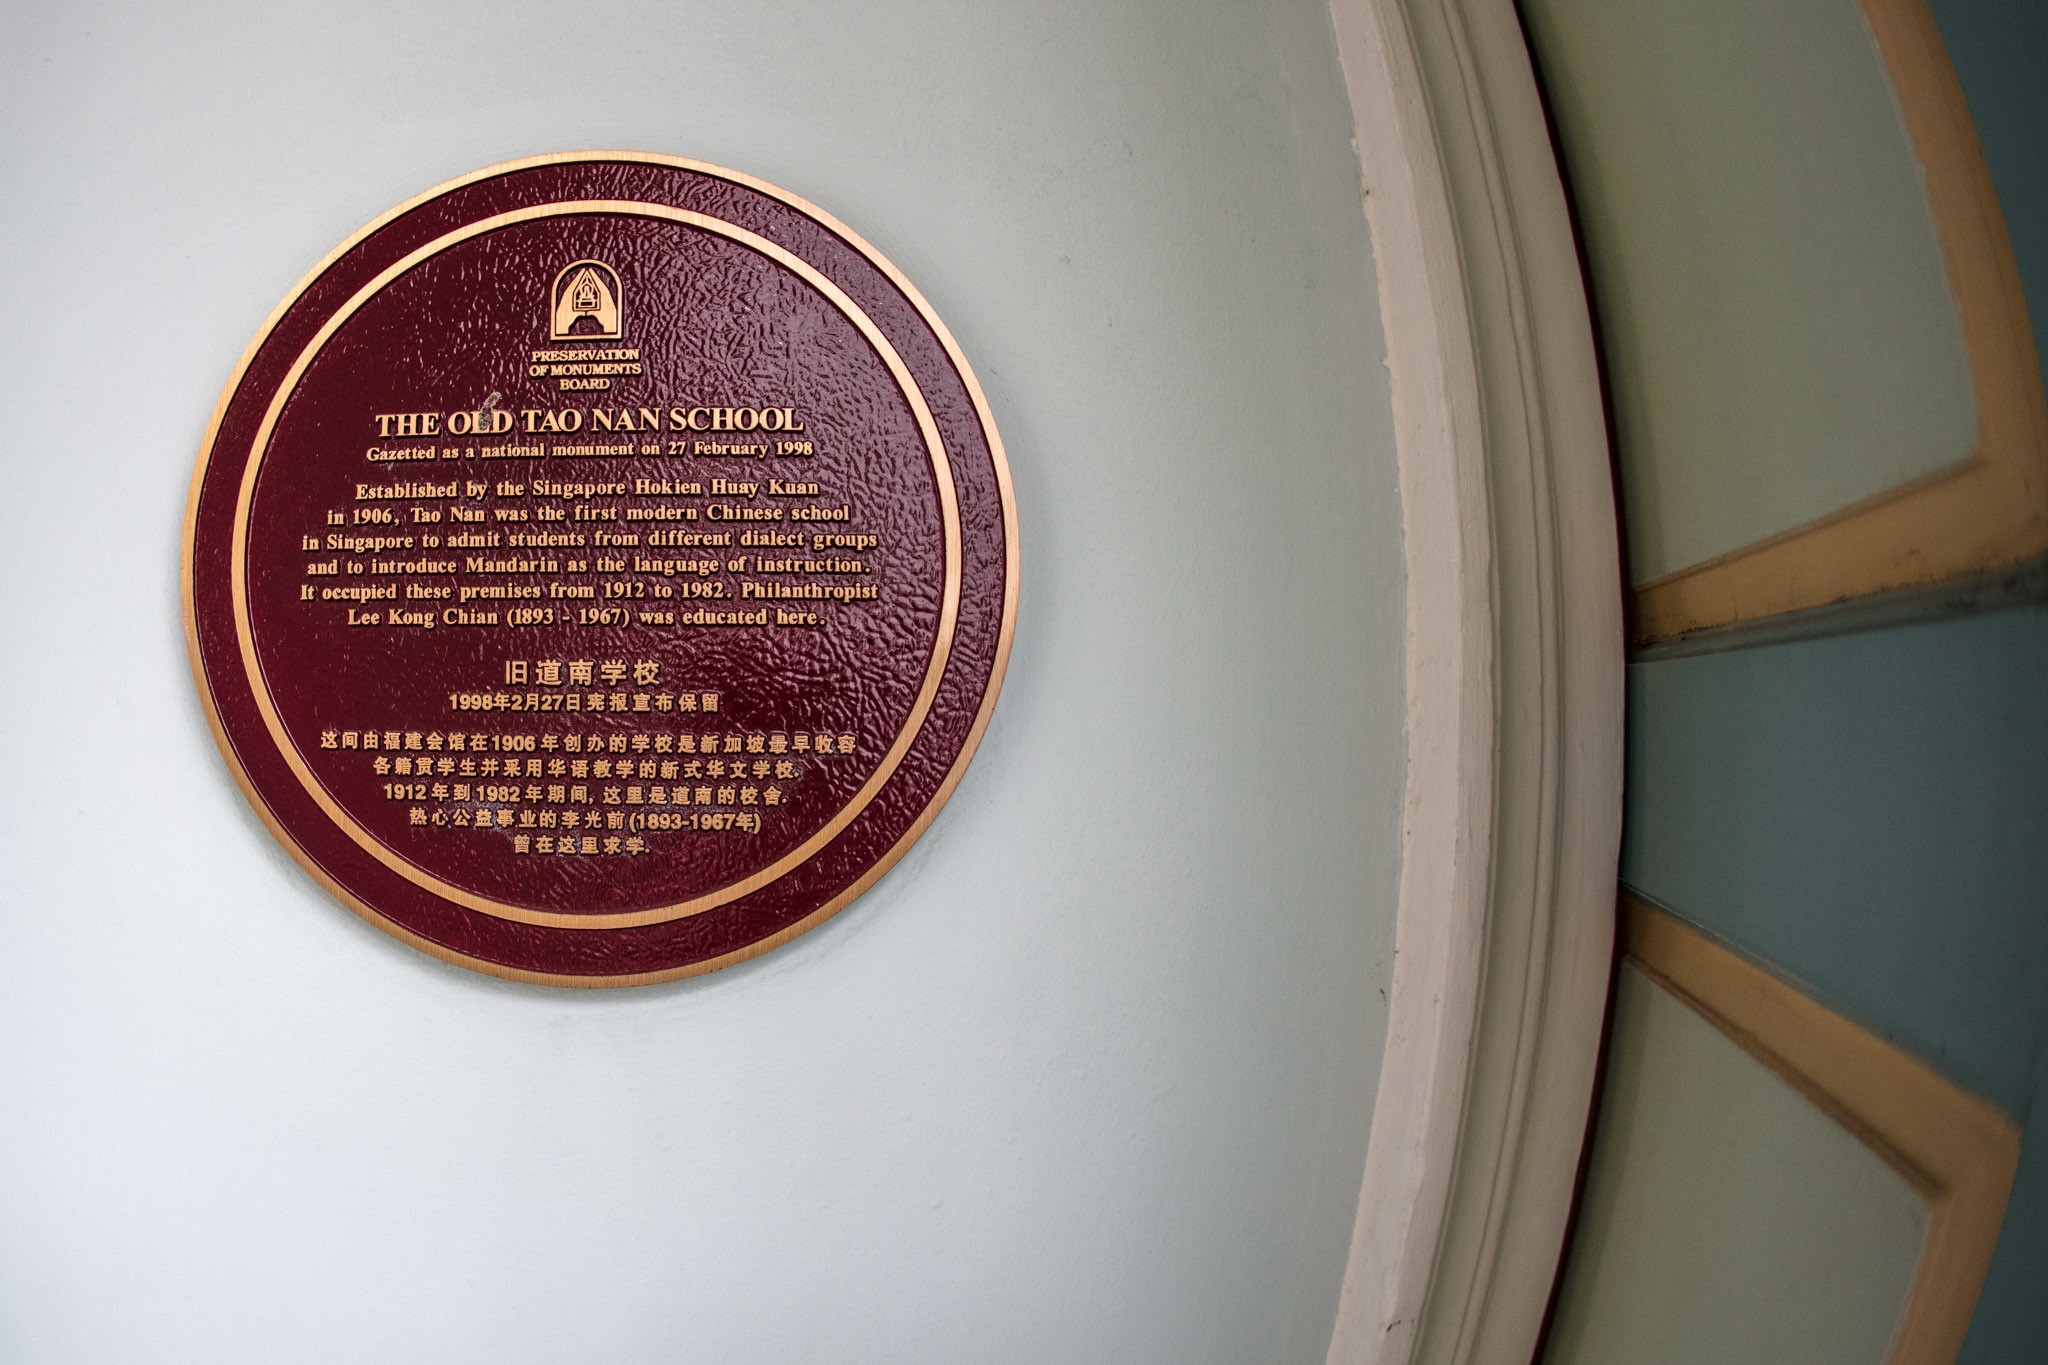 PRESERVATION
OF MONUMENTS
BOARD
THE OLD TAO NAN SCHOOL
Gazetted as a national monument on 27 February 1998
Established by the Singapore Hokien Huay Kuan
in 1906, Tao Nan was the first modern Chinese school
in Singapore to admit students from different dialect groups
and to introduce Mandarin as the language of instruction.
It occupied these premises from 1912 to 1982. Philanthropist
Lee Kong Chian (1893 - 1967) was educated here.
旧道南学校
1998年2月27日宪报宣布保留
这间由福建会馆在1906年创办的学校是新加坡最早收容
各籍贯学生并采用华语教学的新式华文学校.
1912年到1982年期间, 这里是道南的校舍.
热心公益事业的李光前(1893-1967年)
曾在这里求学.